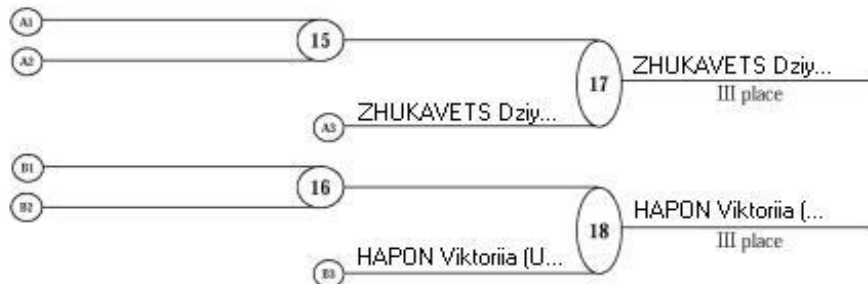 A1
15
A2
17
ZHUKAVETS Dziy...
III place
A3
ZHUKAVETS Dziy...
B1
16
B2
18
HAPON Viktoriia (...
III place
B3
HAPON Viktoriia (U...